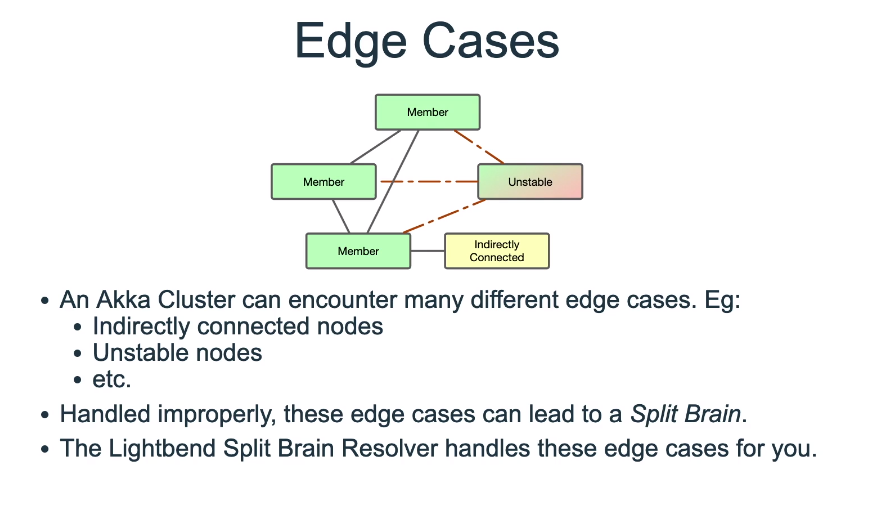 Edge Cases
Member
Member
Unstable
Member
Indirectly
Connected
• An Akka Cluster can encounter many different edge cases. Eg:
• Indirectly connected nodes
• Unstable nodes
• etc.
• Handled improperly, these edge cases can lead to a Split Brain.
• The Lightbend Split Brain Resolver handles these edge cases for you.